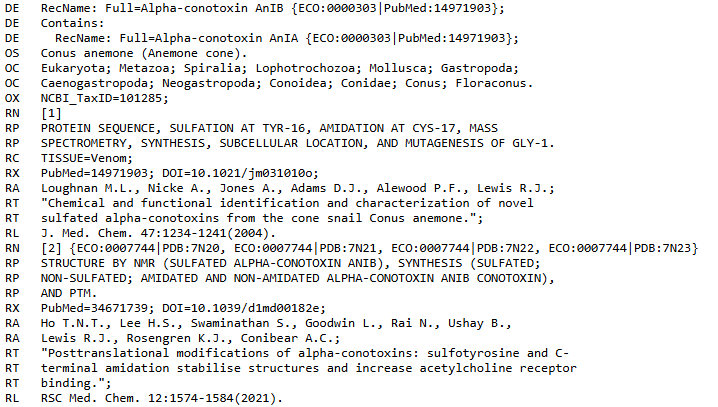 DE   RecName: Full=Alpha-conotoxin AnIB {ECO:0000303|PubMed:14971903};
DE   Contains:
DE     RecName: Full=Alpha-conotoxin AnIA {ECO:0000303|PubMed:14971903};
OS   Conus anemone (Anemone cone).
OC   Eukaryota; Metazoa; Spiralia; Lophotrochozoa; Mollusca; Gastropoda;
OC   Caenogastropoda; Neogastropoda; Conoidea; Conidae; Conus; Floraconus.
OX   NCBI_TaxID=101285;
RN   [1]
RP   PROTEIN SEQUENCE, SULFATION AT TYR-16, AMIDATION AT CYS-17, MASS
RP   SPECTROMETRY, SYNTHESIS, SUBCELLULAR LOCATION, AND MUTAGENESIS OF GLY-1.
RC   TISSUE=Venom;
RX   PubMed=14971903; DOI=10.1021/jm031010o;
RA   Loughnan M.L., Nicke A., Jones A., Adams D.J., Alewood P.F., Lewis R.J.;
RT   "Chemical and functional identification and characterization of novel
RT   sulfated alpha-conotoxins from the cone snail Conus anemone.";
RL   J. Med. Chem. 47:1234-1241(2004).
RN   [2] {ECO:0007744|PDB:7N20, ECO:0007744|PDB:7N21, ECO:0007744|PDB:7N22, ECO:0007744|PDB:7N23}
RP   STRUCTURE BY NMR (SULFATED ALPHA-CONOTOXIN ANIB), SYNTHESIS (SULFATED;
RP   NON-SULFATED; AMIDATED AND NON-AMIDATED ALPHA-CONOTOXIN ANIB CONOTOXIN),
RP   AND PTM.
RX   PubMed=34671739; DOI=10.1039/d1md00182e;
RA   Ho T.N.T., Lee H.S., Swaminathan S., Goodwin L., Rai N., Ushay B.,
RA   Lewis R.J., Rosengren K.J., Conibear A.C.;
RT   "Posttranslational modifications of alpha-conotoxins: sulfotyrosine and C-
RT   terminal amidation stabilise structures and increase acetylcholine receptor
RT   binding.";
RL   RSC Med. Chem. 12:1574-1584(2021).